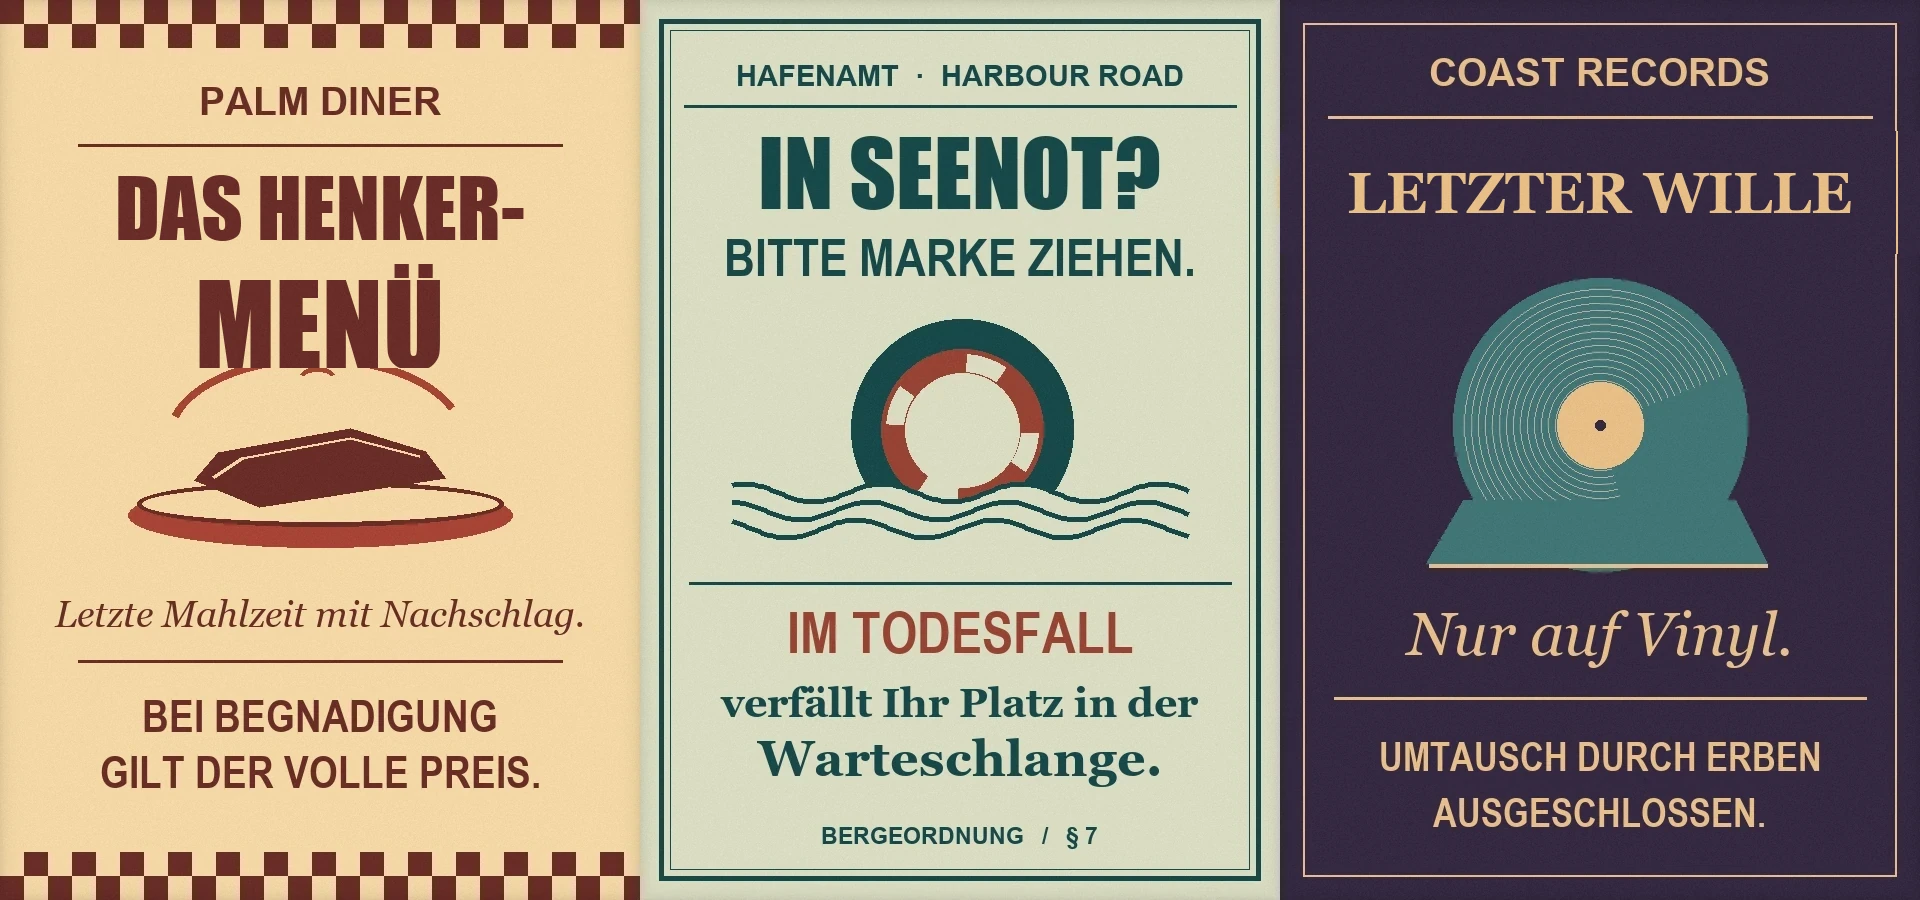 PALM DINER
DAS HENKER-
MENÜ
Letzte Mahlzeit mit Nachschlag.
BEI BEGNADIGUNG
GILT DER VOLLE PREIS.
HAFENAMT · HARBOUR ROAD
IN SEENOT?
BITTE MARKE ZIEHEN.
IM TODESFALL
verfällt Ihr Platz in der
Warteschlange.
BERGEORDNUNG / § 7
COAST RECORDS
LETZTER WILLE
Nur auf Vinyl.
UMTAUSCH DURCH ERBEN
AUSGESCHLOSSEN.